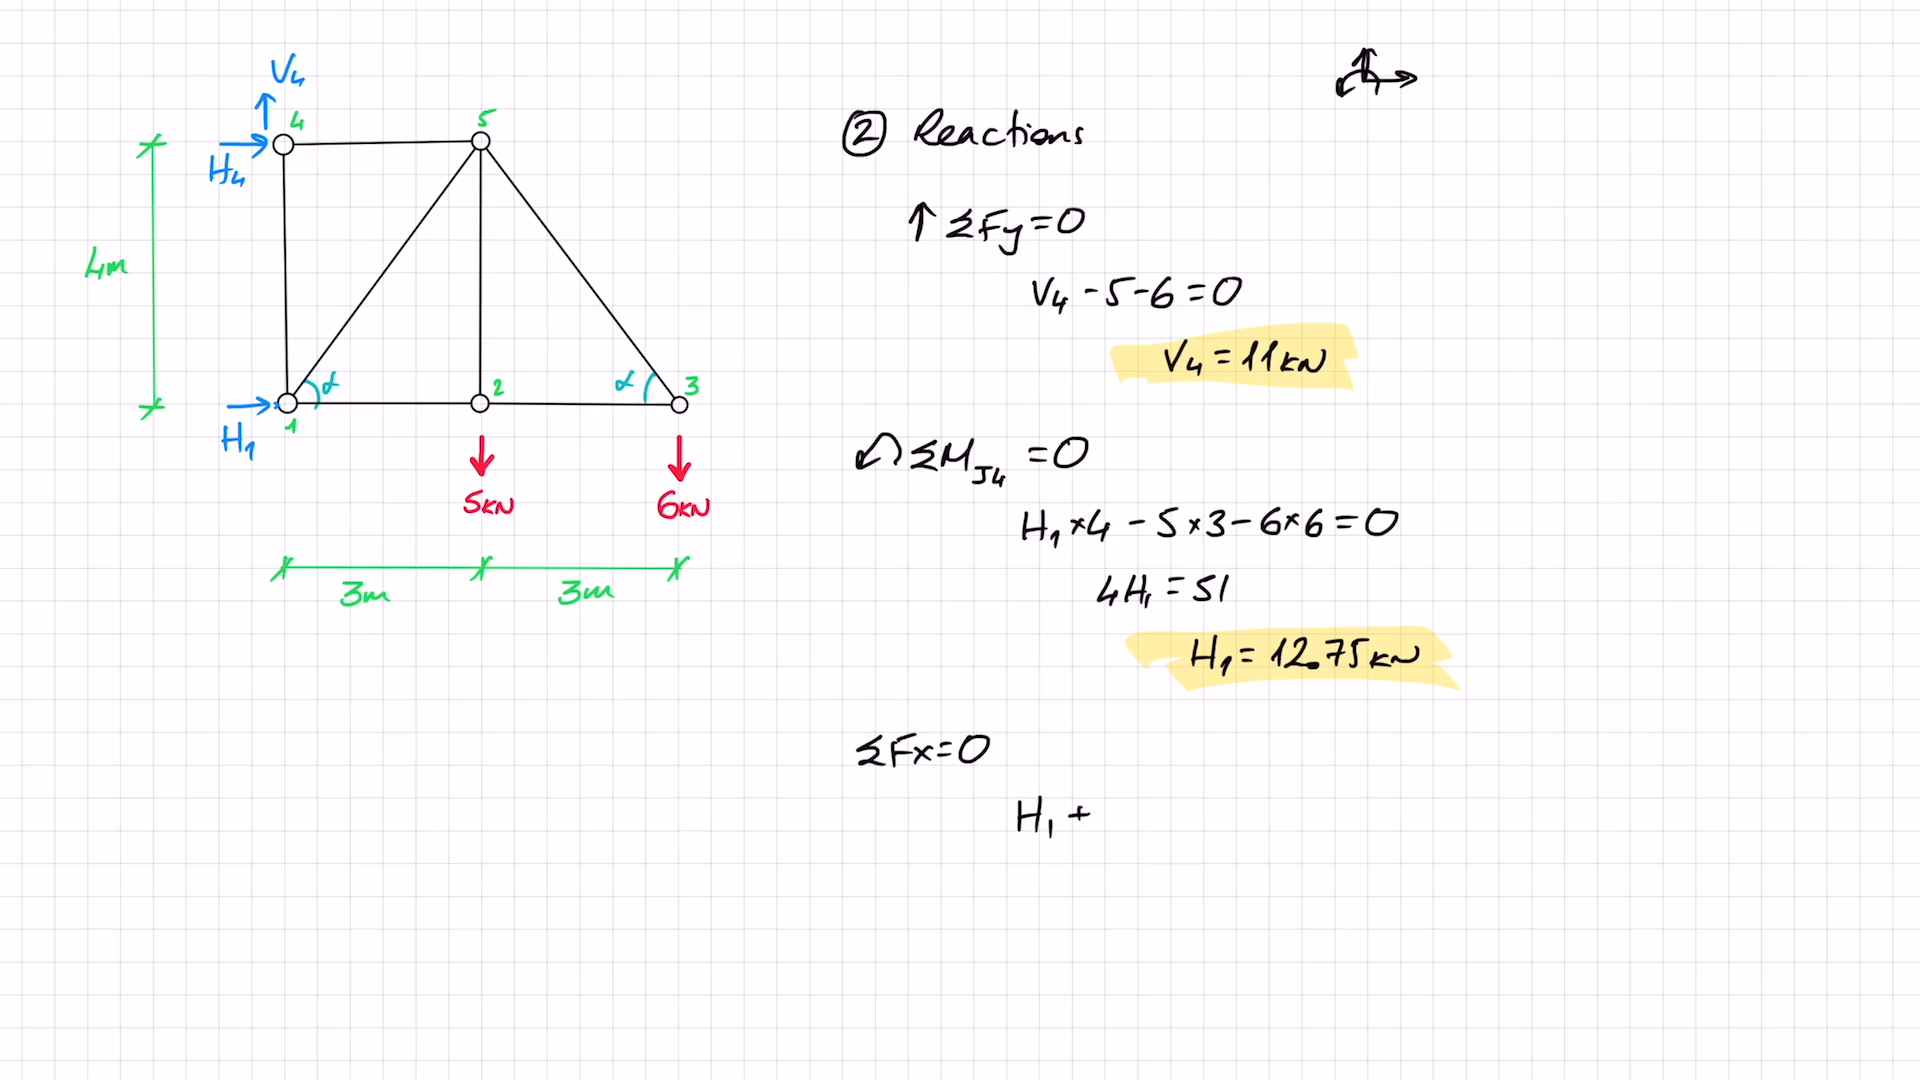 V4
4
5
H4
4m
α
α
2
3
1
H1
5kN
6kN
3m
3m
② Reactions
↑ ΣFy=0
V4 -5-6=0
V4 = 11kN
ΣMJ4 =0
H1×4 - 5×3-6×6=0
4H1 = 51
H1 = 12.75kN
ΣFx=0
H1 +